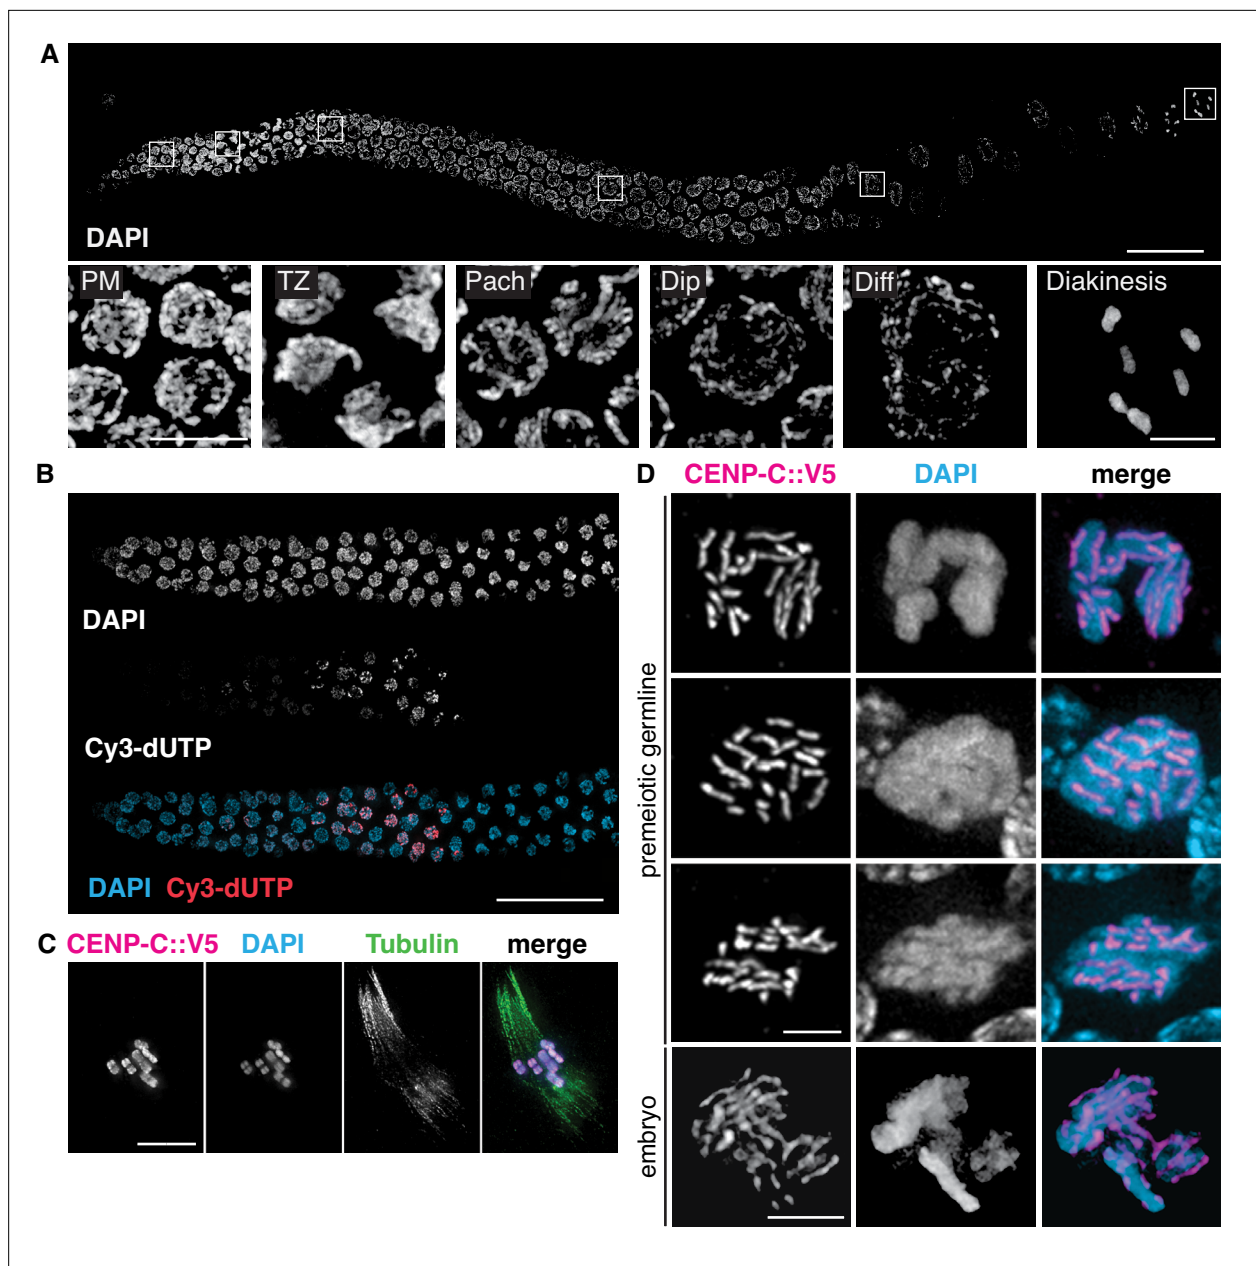 A
DAPI
PM
TZ
Pach
Dip
Diff
Diakinesis
B
DAPI
Cy3-dUTP
DAPI Cy3-dUTP
C
CENP-C::V5 DAPI Tubulin merge
D
CENP-C::V5 DAPI merge
premeiotic germline
embryo